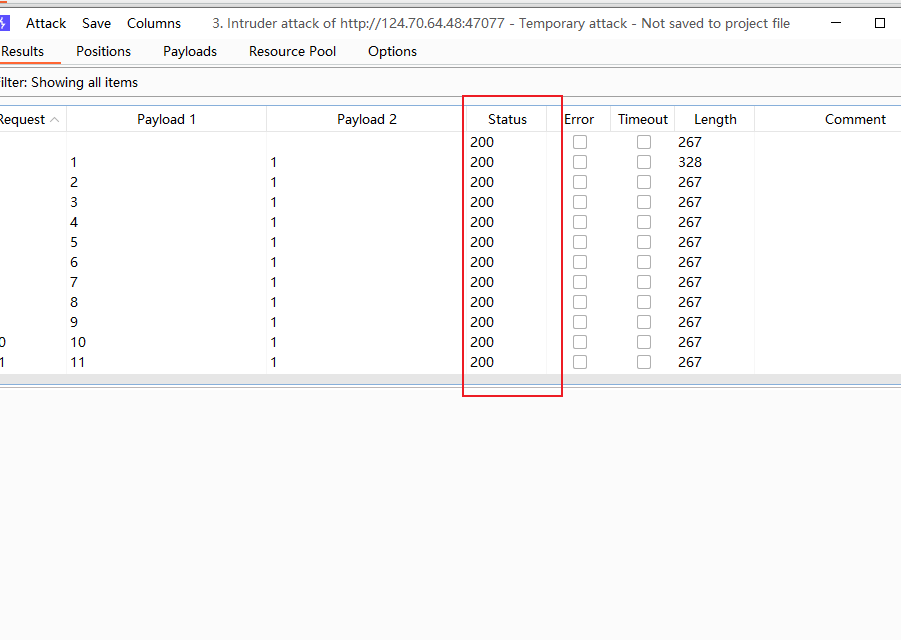 Attack Save Columns 3. Intruder attack of http://124.70.64.48:47077 - Temporary attack - Not saved to project file
Results Positions Payloads Resource Pool Options
ilter: Showing all items
Request Payload 1 Payload 2 Status Error Timeout Length Comment
200 267
1 1 200 328
2 1 200 267
3 1 200 267
4 1 200 267
5 1 200 267
6 1 200 267
7 1 200 267
8 1 200 267
9 1 200 267
0 10 1 200 267
1 11 1 200 267